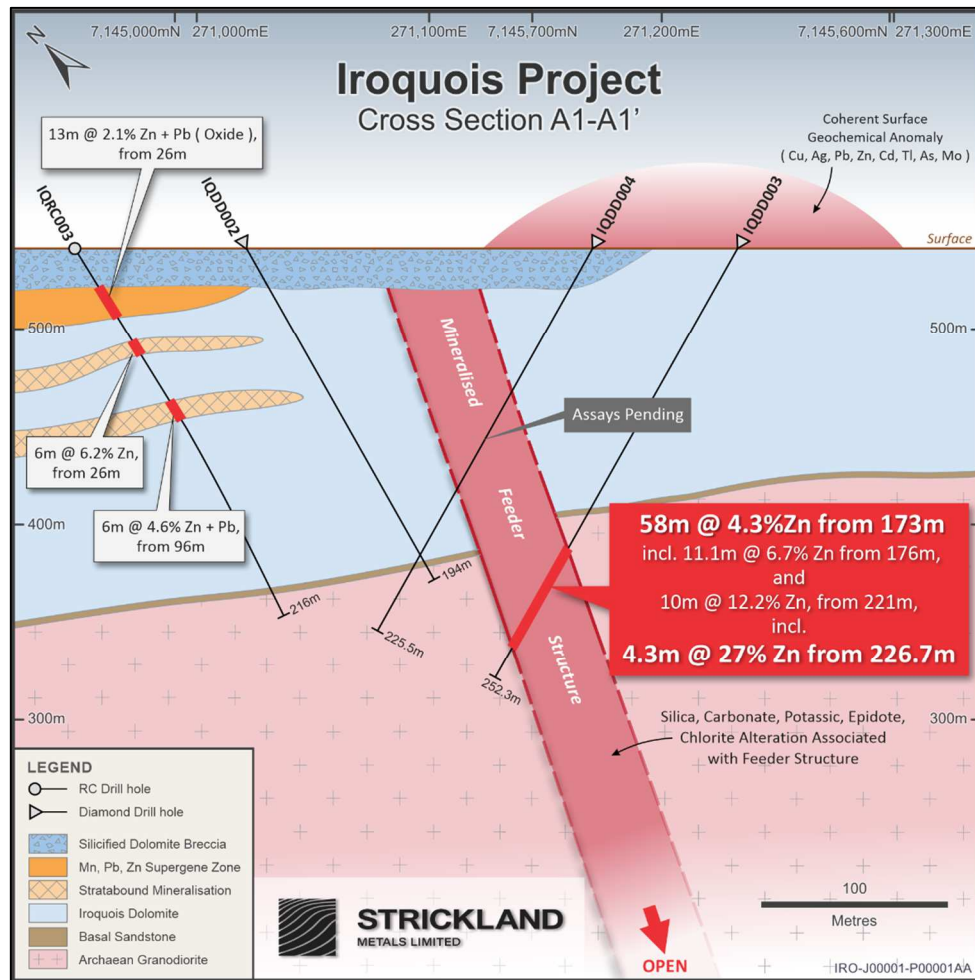 N
7,145,000mN 271,000mE 271,100mE 7,145,700mN 271,200mE 7,145,600mN 271,300mE
Iroquois Project
Cross Section A1-A1’
13m @ 2.1% Zn + Pb ( Oxide ),
from 26m
Coherent Surface
Geochemical Anomaly
( Cu, Ag, Pb, Zn, Cd, Tl, As, Mo )
IQRC003
IQDD002
IQDD004
IQDD003
Surface
500m
500m
Mineralised
Feeder
Structure
Assays Pending
6m @ 6.2% Zn,
from 26m
6m @ 4.6% Zn + Pb,
from 96m
400m
58m @ 4.3%Zn from 173m
incl. 11.1m @ 6.7% Zn from 176m,
and
10m @ 12.2% Zn, from 221m,
incl.
4.3m @ 27% Zn from 226.7m
216m
194m
225.5m
252.3m
300m
300m
Silica, Carbonate, Potassic, Epidote,
Chlorite Alteration Associated
with Feeder Structure
LEGEND
RC Drill hole
Diamond Drill hole
Silicified Dolomite Breccia
Mn, Pb, Zn Supergene Zone
Stratabound Mineralisation
Iroquois Dolomite
Basal Sandstone
Archaean Granodiorite
STRICKLAND
METALS LIMITED
100
Metres
OPEN
IRO-J00001-P00001AA